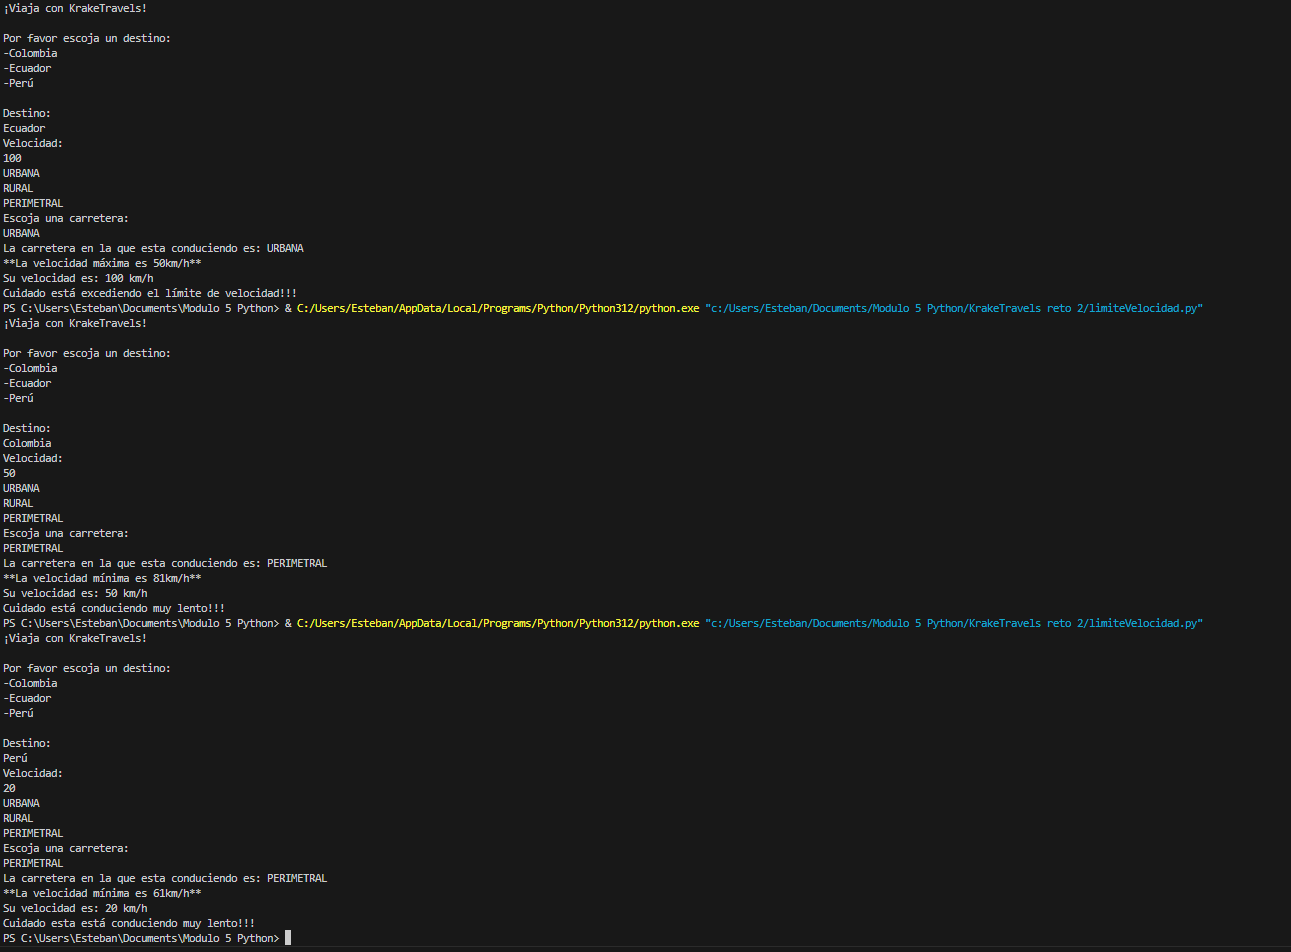 ¡Viaja con KrakeTravels!
Por favor escoja un destino:
-Colombia
-Ecuador
-Perú
Destino:
Ecuador
Velocidad:
100
URBANA
RURAL
PERIMETRAL
Escoja una carretera:
URBANA
La carretera en la que esta conduciendo es: URBANA
**La velocidad máxima es 50km/h**
Su velocidad es: 100 km/h
Cuidado está excediendo el límite de velocidad!!!
PS C:\Users\Esteban\Documents\Modulo 5 Python> & C:/Users/Esteban/AppData/Local/Programs/Python/Python312/python.exe "c:/Users/Esteban/Documents/Modulo 5 Python/KrakeTravels reto 2/limiteVelocidad.py"
¡Viaja con KrakeTravels!
Por favor escoja un destino:
-Colombia
-Ecuador
-Perú
Destino:
Colombia
Velocidad:
50
URBANA
RURAL
PERIMETRAL
Escoja una carretera:
PERIMETRAL
La carretera en la que esta conduciendo es: PERIMETRAL
**La velocidad mínima es 81km/h**
Su velocidad es: 50 km/h
Cuidado está conduciendo muy lento!!!
PS C:\Users\Esteban\Documents\Modulo 5 Python> & C:/Users/Esteban/AppData/Local/Programs/Python/Python312/python.exe "c:/Users/Esteban/Documents/Modulo 5 Python/KrakeTravels reto 2/limiteVelocidad.py"
¡Viaja con KrakeTravels!
Por favor escoja un destino:
-Colombia
-Ecuador
-Perú
Destino:
Perú
Velocidad:
20
URBANA
RURAL
PERIMETRAL
Escoja una carretera:
PERIMETRAL
La carretera en la que esta conduciendo es: PERIMETRAL
**La velocidad mínima es 61km/h**
Su velocidad es: 20 km/h
Cuidado esta está conduciendo muy lento!!!
PS C:\Users\Esteban\Documents\Modulo 5 Python>